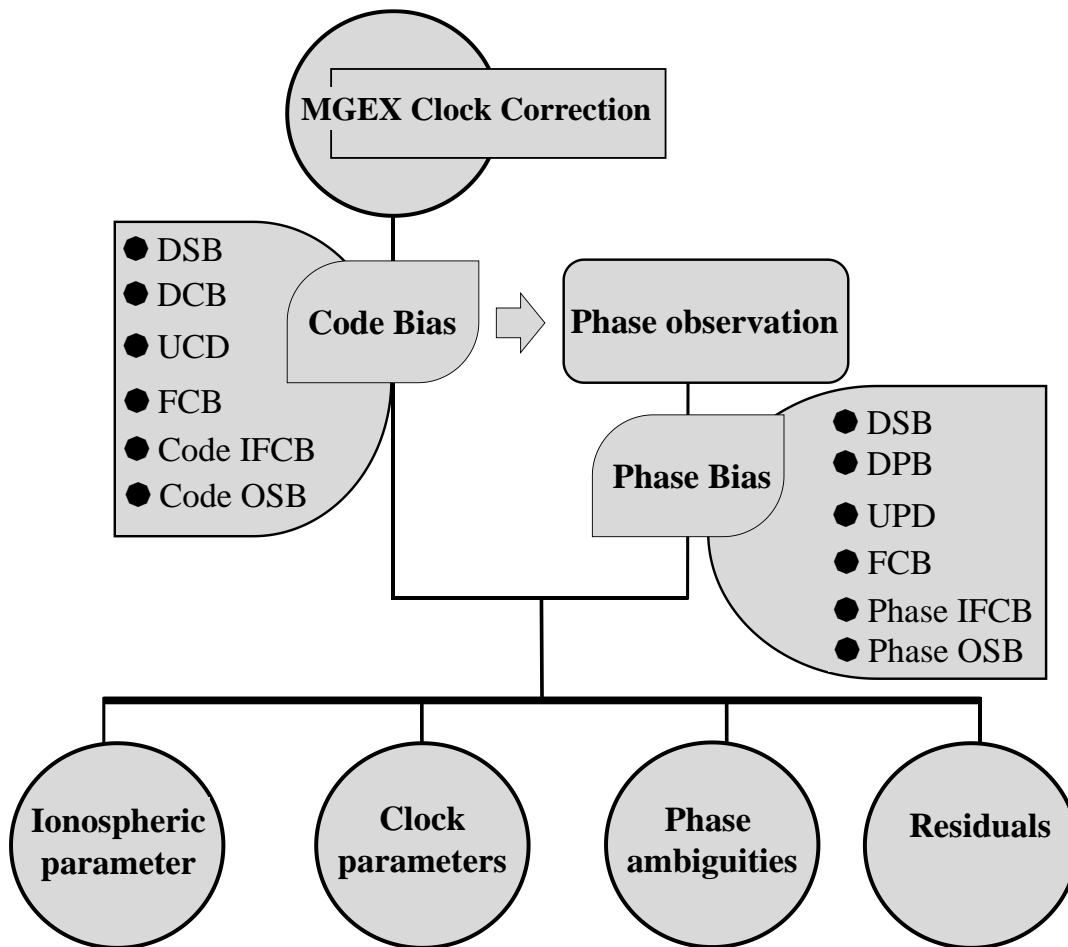 MGEX Clock Correction
DSB
DCB
UCD
FCB
Code IFCB
Code OSB
Code Bias
Phase observation
Phase Bias
DSB
DPB
UPD
FCB
Phase IFCB
Phase OSB
Ionospheric
parameter
Clock
parameters
Phase
ambiguities
Residuals